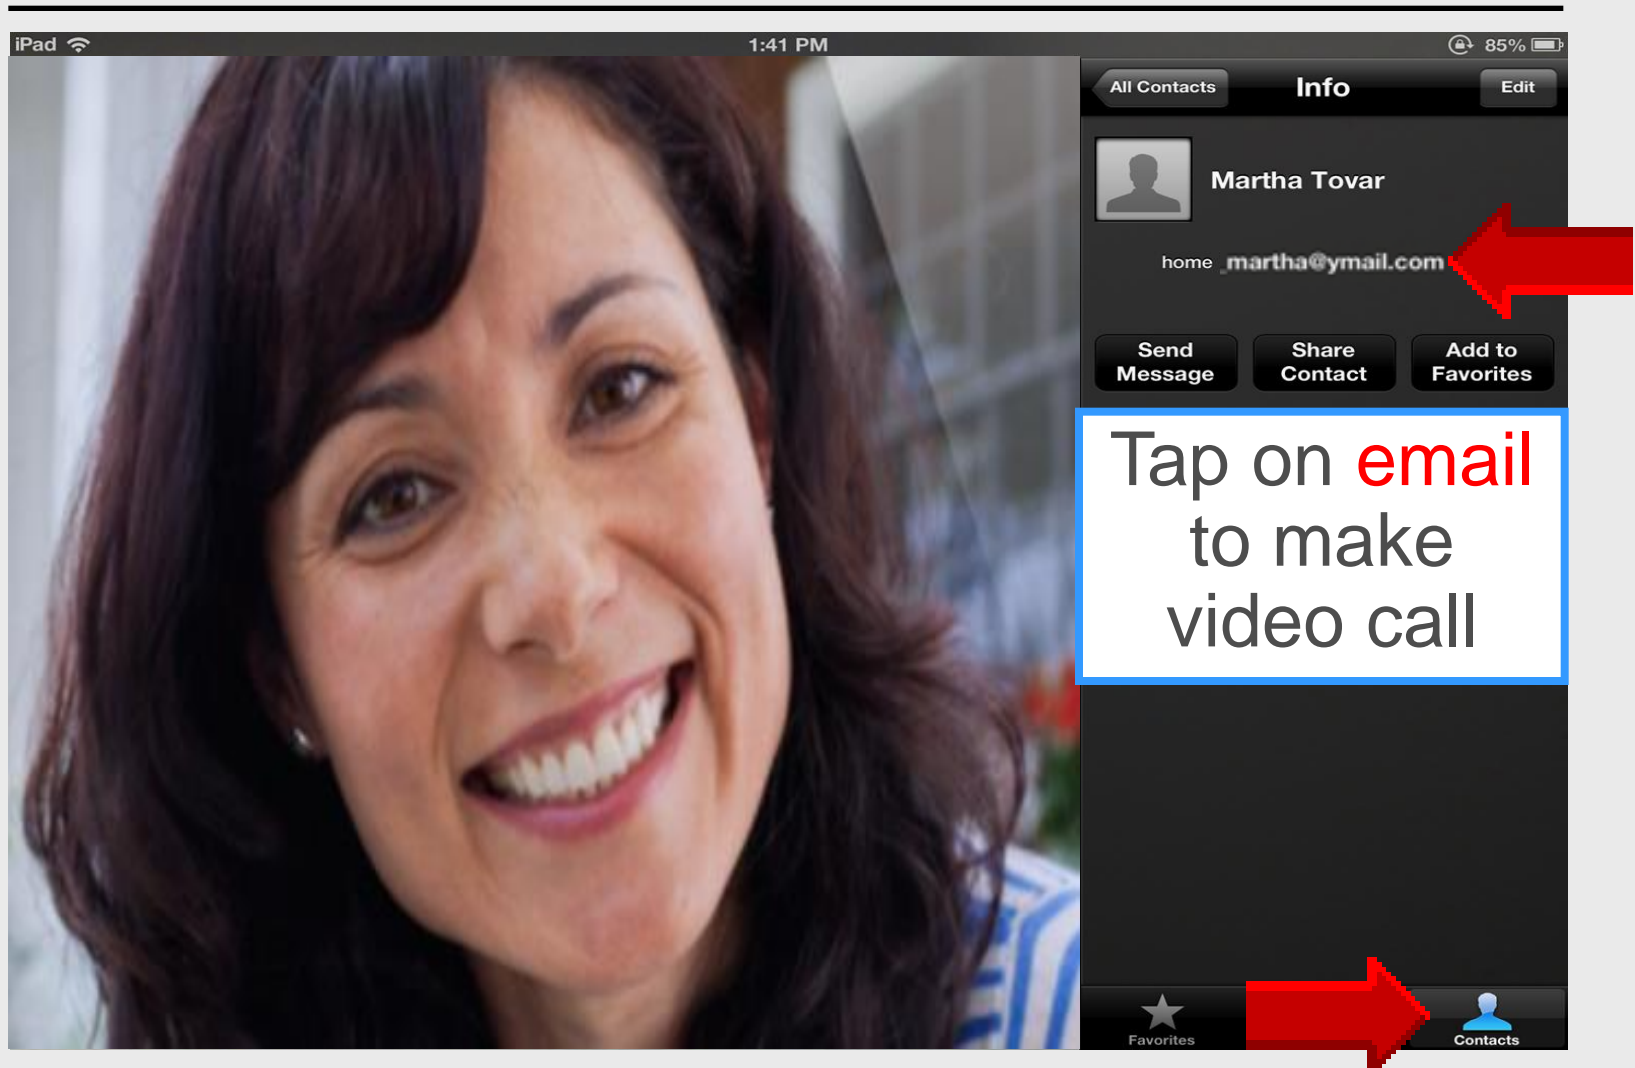 iPad 1:41 PM 85%
All Contacts Info Edit
Martha Tovar
home _martha@ymail.com
Send Message Share Contact Add to Favorites
Tap on email
to make
video call
Favorites Contacts